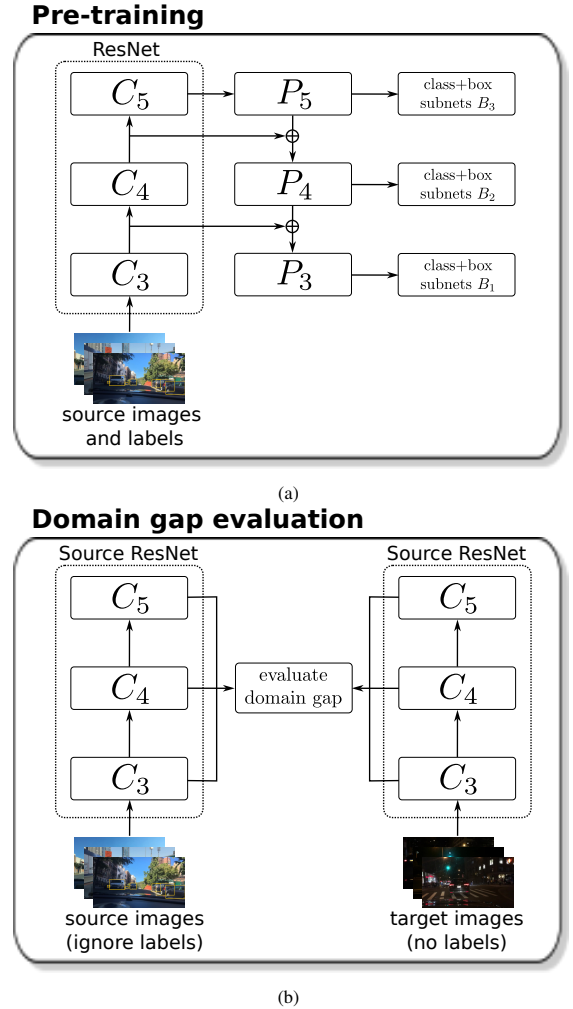 Pre-training
ResNet
C5 P5 class+box
subnets B3
⊕
C4 P4 class+box
subnets B2
⊕
C3 P3 class+box
subnets B1
source images
and labels
(a)
Domain gap evaluation
Source ResNet Source ResNet
C5 C5
evaluate
C4 domain gap C4
C3 C3
source images target images
(ignore labels) (no labels)
(b)